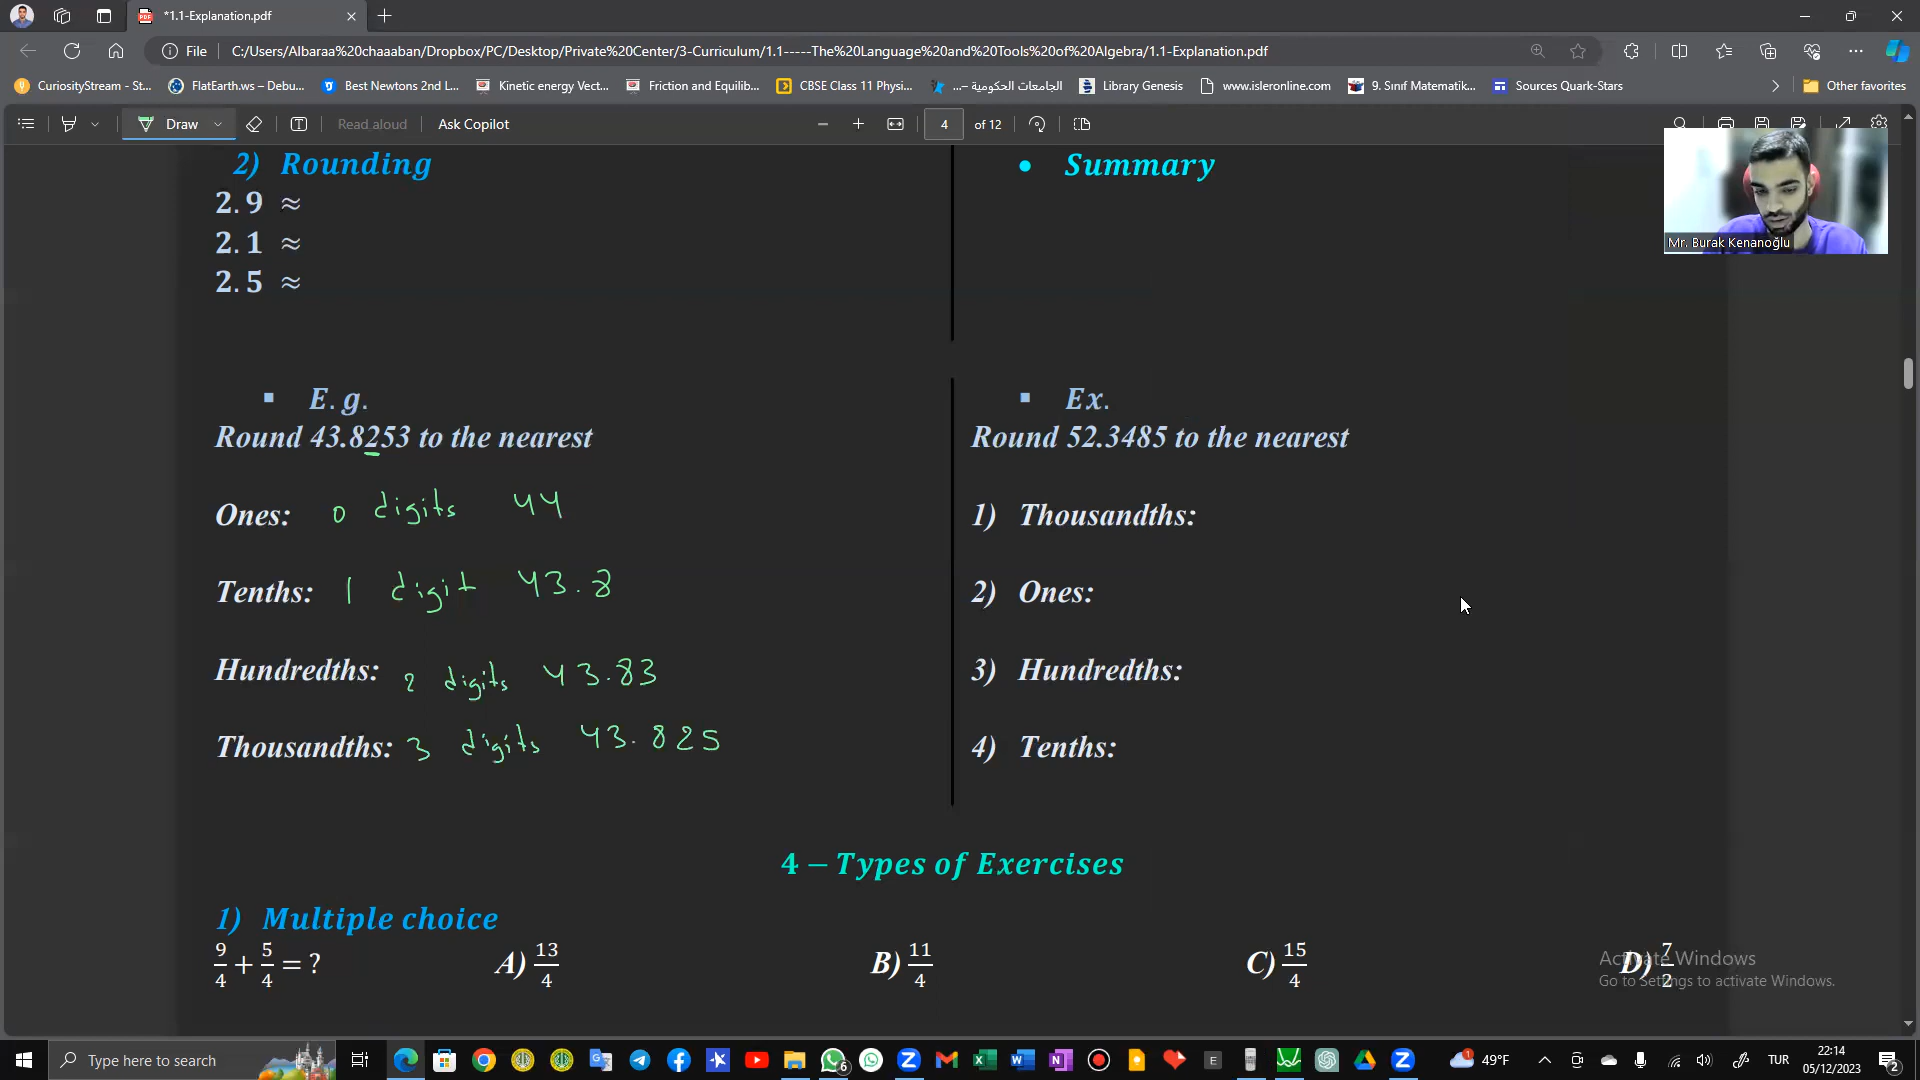 *1.1-Explanation.pdf
File C:/Users/Albaraa%20chaaaban/Dropbox/PC/Desktop/Private%20Center/3-Curriculum/1.1-----The%20Language%20and%20Tools%20of%20Algebra/1.1-Explanation.pdf
CuriosityStream - St... FlatEarth.ws – Debu... Best Newtons 2nd L... Kinetic energy Vect... Friction and Equilib... CBSE Class 11 Physi... الجامعات الحكومية –... Library Genesis www.isleronline.com 9. Sınıf Matematik... Sources Quark-Stars Other favorites
Draw Read aloud Ask Copilot 4 of 12
2) Rounding
2.9 ≈
2.1 ≈
2.5 ≈
• Summary
Mr. Burak Kenanoğlu
▪ E.g.
Round 43.8253 to the nearest
Ones: 0 digits 44
Tenths: 1 digit 43.8
Hundredths: 2 digits 43.83
Thousandths: 3 digits 43.825
▪ Ex.
Round 52.3485 to the nearest
1) Thousandths:
2) Ones:
3) Hundredths:
4) Tenths:
4 – Types of Exercises
1) Multiple choice
9/4 + 5/4 = ? A) 13/4 B) 11/4 C) 15/4 D) 7/2
Activate Windows
Go to Settings to activate Windows.
Type here to search 6 E 1 49°F TUR 22:14
05/12/2023 2